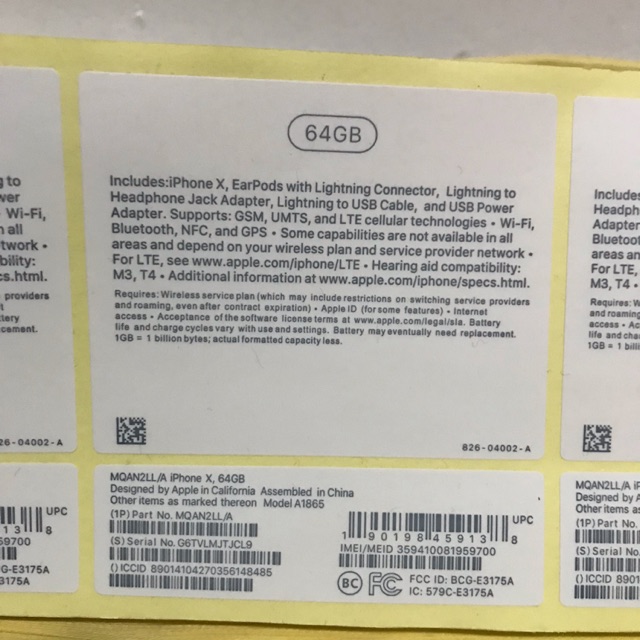 64GB
Includes:iPhone X, EarPods with Lightning Connector, Lightning to
Headphone Jack Adapter, Lightning to USB Cable, and USB Power
Adapter. Supports: GSM, UMTS, and LTE cellular technologies • Wi-Fi,
Bluetooth, NFC, and GPS • Some capabilities are not available in all
areas and depend on your wireless plan and service provider network •
For LTE, see www.apple.com/iphone/LTE • Hearing aid compatibility:
M3, T4 • Additional information at www.apple.com/iphone/specs.html.
Requires: Wireless service plan (which may include restrictions on switching service providers
and roaming, even after contract expiration) • Apple ID (for some features) • Internet
access • Acceptance of the software license terms at www.apple.com/legal/sla. Battery
life and charge cycles vary with use and settings. Battery may eventually need replacement.
1GB = 1 billion bytes; actual formatted capacity less.
826-04002-A
MQAN2LL/A iPhone X, 64GB
Designed by Apple in California Assembled in China
Other items as marked thereon Model A1865
(1P) Part No. MQAN2LL/A
(S) Serial No. G6TVLMJTJCL9
() ICCID 89014104270356148485
UPC
1 90198 45913 8
IMEI/MEID 359410081959700
BC FC FCC ID: BCG-E3175A
IC: 579C-E3175A